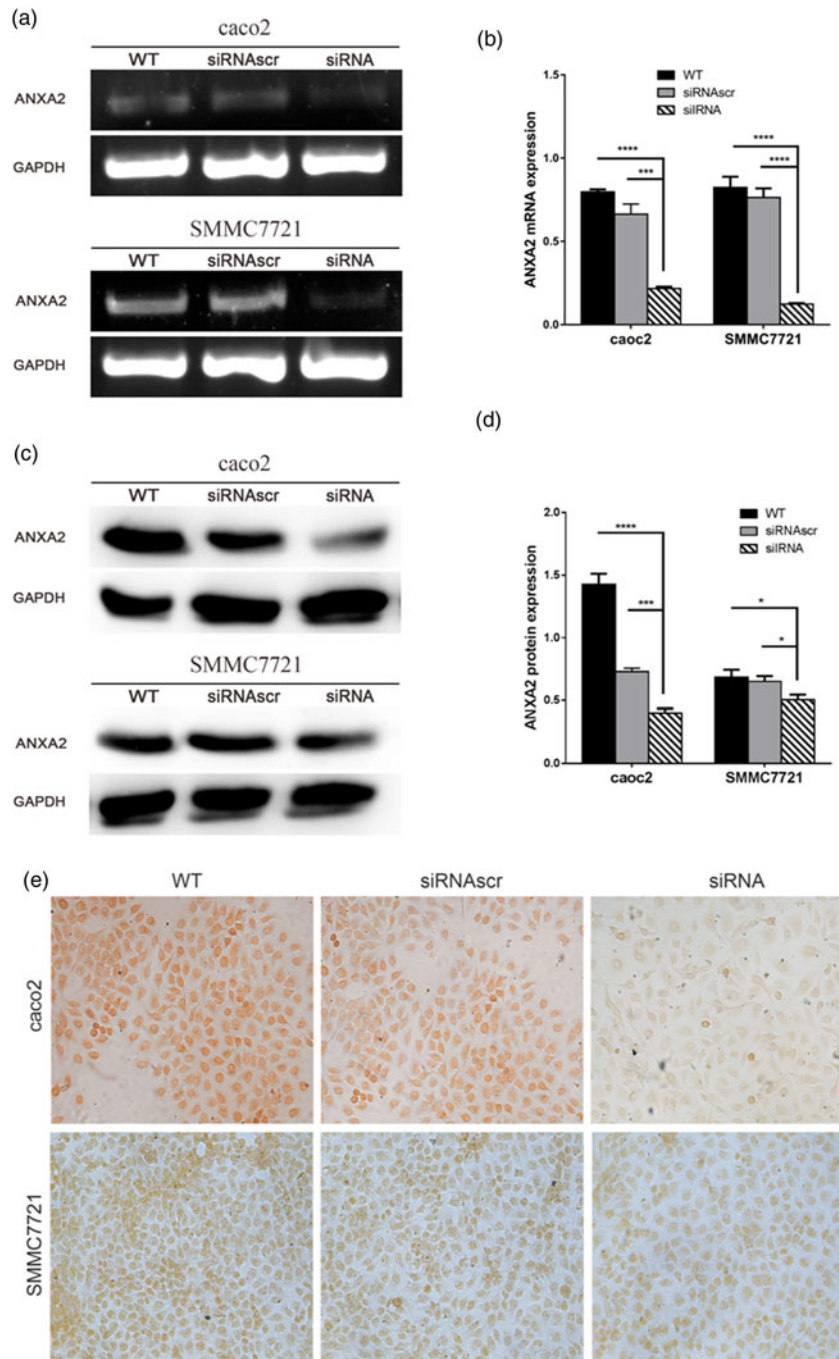 (a)
caco2
WT siRNAscr siRNA
ANXA2
GAPDH
SMMC7721
WT siRNAscr siRNA
ANXA2
GAPDH
(b)
ANXA2 mRNA expression
1.5
1.0
0.5
0.0
WT
siRNAscr
siIRNA
**** ***
**** ****
caoc2 SMMC7721
(c)
caco2
WT siRNAscr siRNA
ANXA2
GAPDH
SMMC7721
WT siRNAscr siRNA
ANXA2
GAPDH
(d)
ANXA2 protein expression
2.0
1.5
1.0
0.5
0.0
WT
siRNAscr
siIRNA
**** ***
* *
caoc2 SMMC7721
(e)
WT siRNAscr siRNA
caco2
SMMC7721